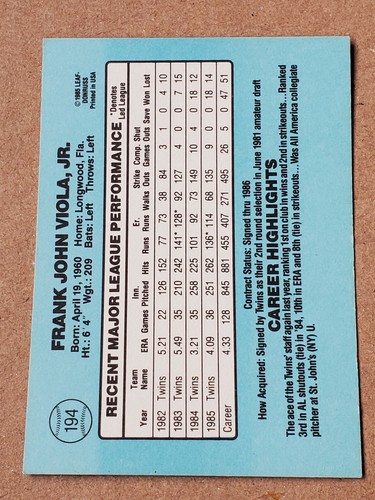 194
FRANK JOHN VIOLA, JR.
Born: April 19, 1960 Home: Longwood, Fla.
Ht.: 6' 4" Wgt.: 209 Bats: Left Throws: Left
©1985 LEAF-
DONRUSS
Printed in USA
RECENT MAJOR LEAGUE PERFORMANCE *Denotes
Led League
Team Inn. Er. Strike Comp. Shut
Year Name ERA Games Pitched Hits Runs Runs Walks Outs Games Outs Save Won Lost
1982 Twins 5.21 22 126 152 77 73 38 84 3 1 0 4 10
1983 Twins 5.49 35 210 242 141* 128* 92 127 4 0 0 7 15
1984 Twins 3.21 35 258 225 101 92 73 149 10 4 0 18 12
1985 Twins 4.09 36 251 262 136* 114 68 135 9 0 0 18 14
Career 4.33 128 845 881 455 407 271 495 26 5 0 47 51
Contract Status: Signed thru 1986
How Acquired: Signed by Twins as their 2nd round selection in June 1981 amateur draft
CAREER HIGHLIGHTS
The ace of the Twins' staff again last year, ranking 1st on club in wins and 2nd in strikeouts...Ranked
3rd in AL shutouts (tie) in '84, 10th in ERA and 8th (tie) in strikeouts...Was All America collegiate
pitcher at St. John's (NY) U.